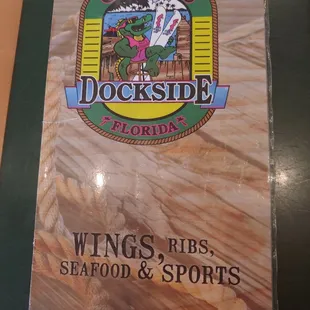 DOCKSIDE
FLORIDA
WINGS, RIBS,
SEAFOOD & SPORTS